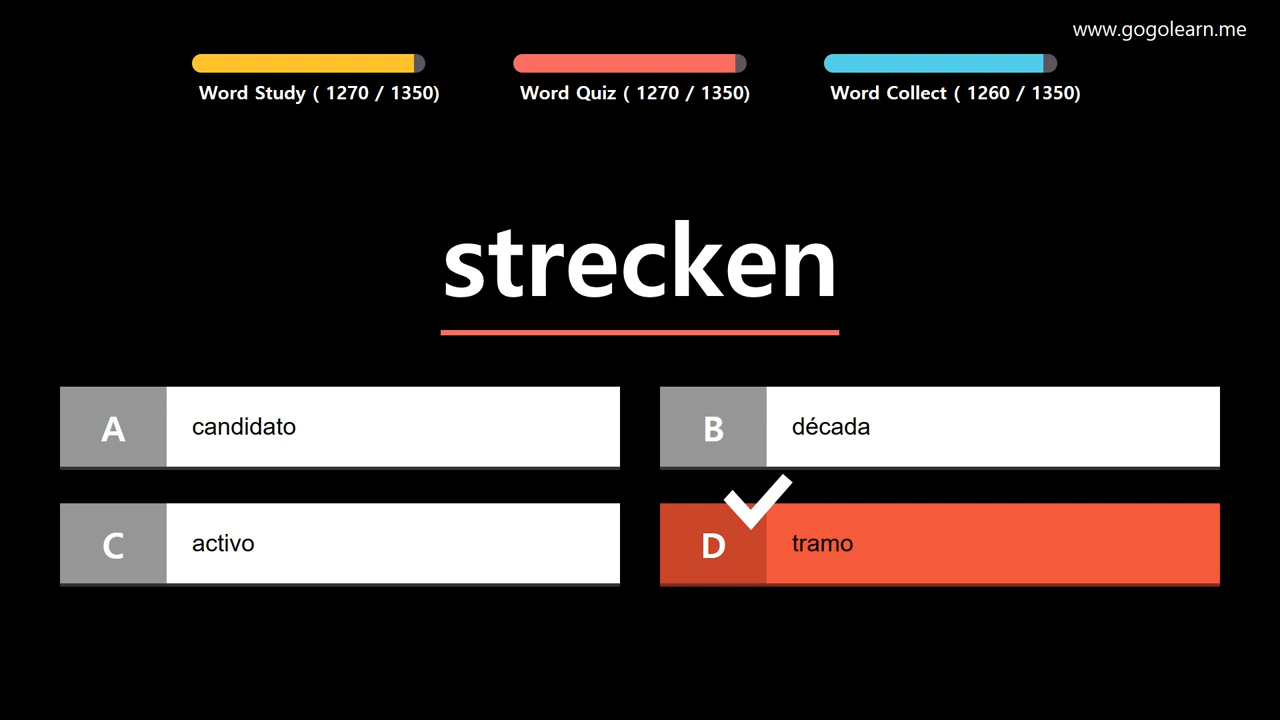 www.gogolearn.me
Word Study ( 1270 / 1350)
Word Quiz ( 1270 / 1350)
Word Collect ( 1260 / 1350)
strecken
A candidato
B década
C activo
D tramo